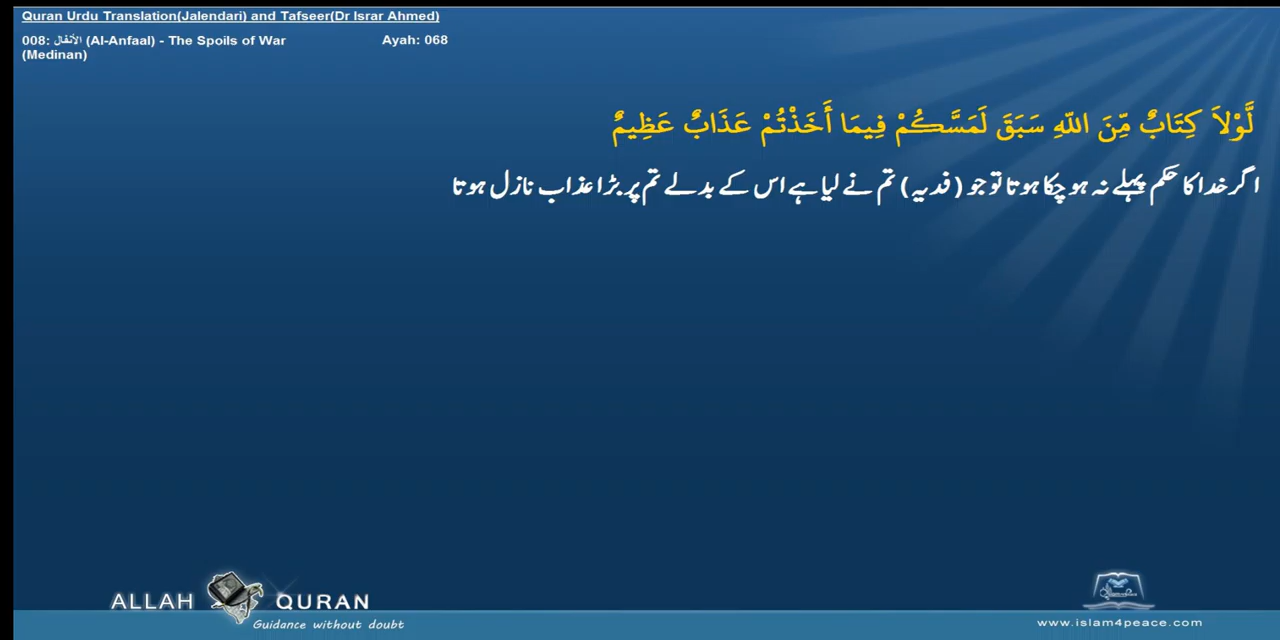 Quran Urdu Translation(Jalendari) and Tafseer(Dr Israr Ahmed)
008: الأنفال (Al-Anfaal) - The Spoils of War Ayah: 068
(Medinan)
لَّوْلاَ كِتَابٌ مِّنَ اللّهِ سَبَقَ لَمَسَّكُمْ فِيمَا أَخَذْتُمْ عَذَابٌ عَظِيمٌ
اگر خدا کا حکم پہلے نہ ہوچکا ہوتا تو جو (فدیہ) تم نے لیا ہے اس کے بدلے تم پر بڑا عذاب نازل ہوتا
ALLAH QURAN
Guidance without doubt
www.islam4peace.com